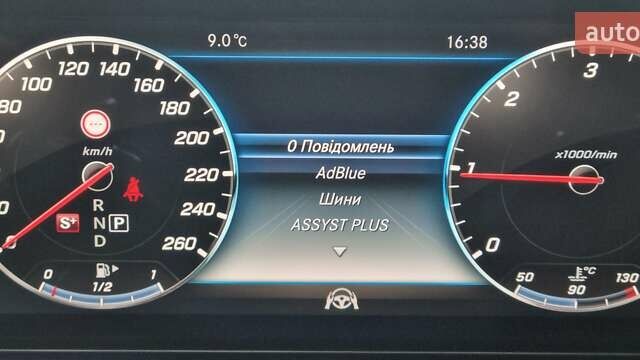 auto
9.0°C 16:38
80 100 120 140 160 180 200 220 240 260
km/h
R
N
D
S+
P
0 1/2 1
0 Повідомлень
AdBlue
Шини
ASSYST PLUS
0 1 2 3
x1000/min
50 90 130
°C